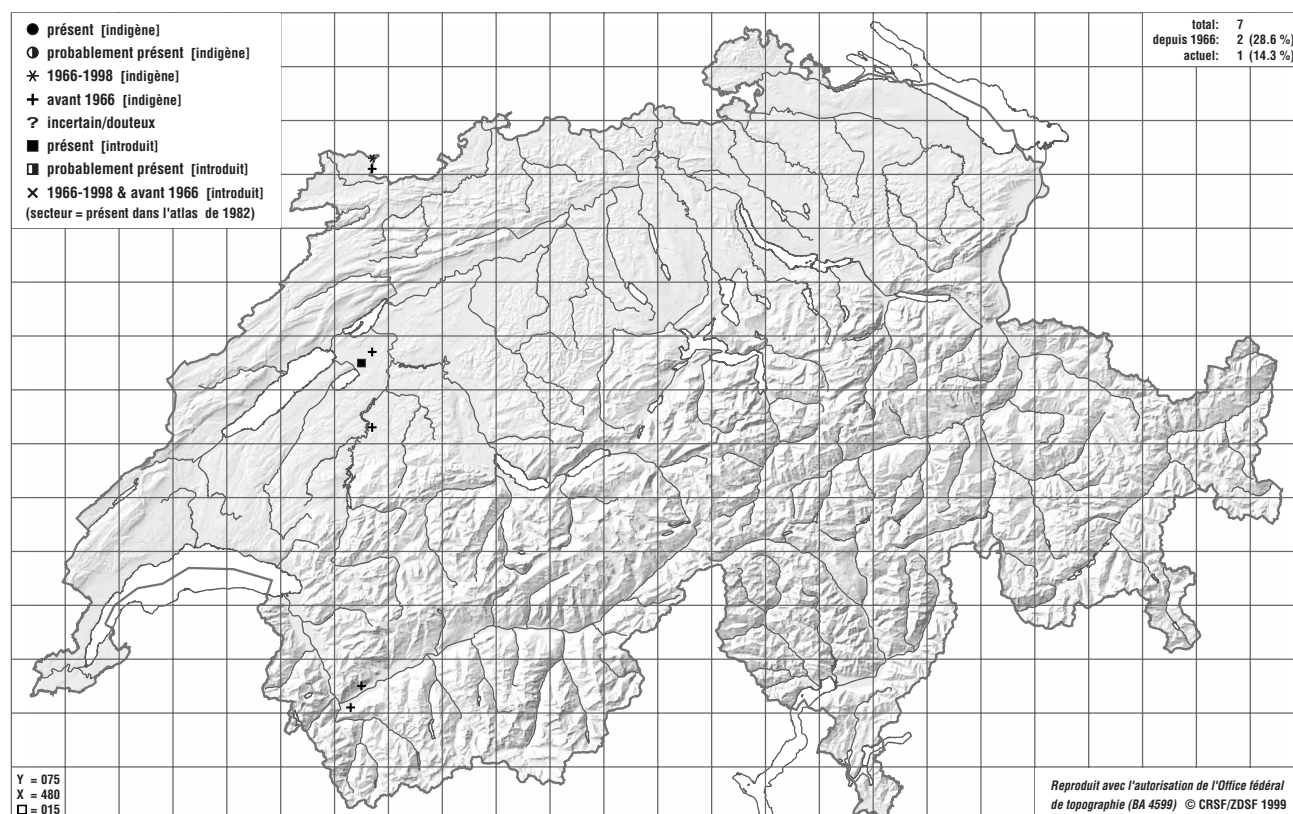 présent [indigène]
probablement présent [indigène]
1966-1998 [indigène]
avant 1966 [indigène]
? incertain/douteux
présent [introduit]
probablement présent [introduit]
1966-1998 & avant 1966 [introduit]
(secteur = présent dans l'atlas de 1982)
total: 7
depuis 1966: 2 (28.6 %)
actuel: 1 (14.3 %)
Y = 075
X = 480
= 015
Reproduit avec l'autorisation de l'Office fédéral
de topographie (BA 4599) © CRSF/ZDSF 1999